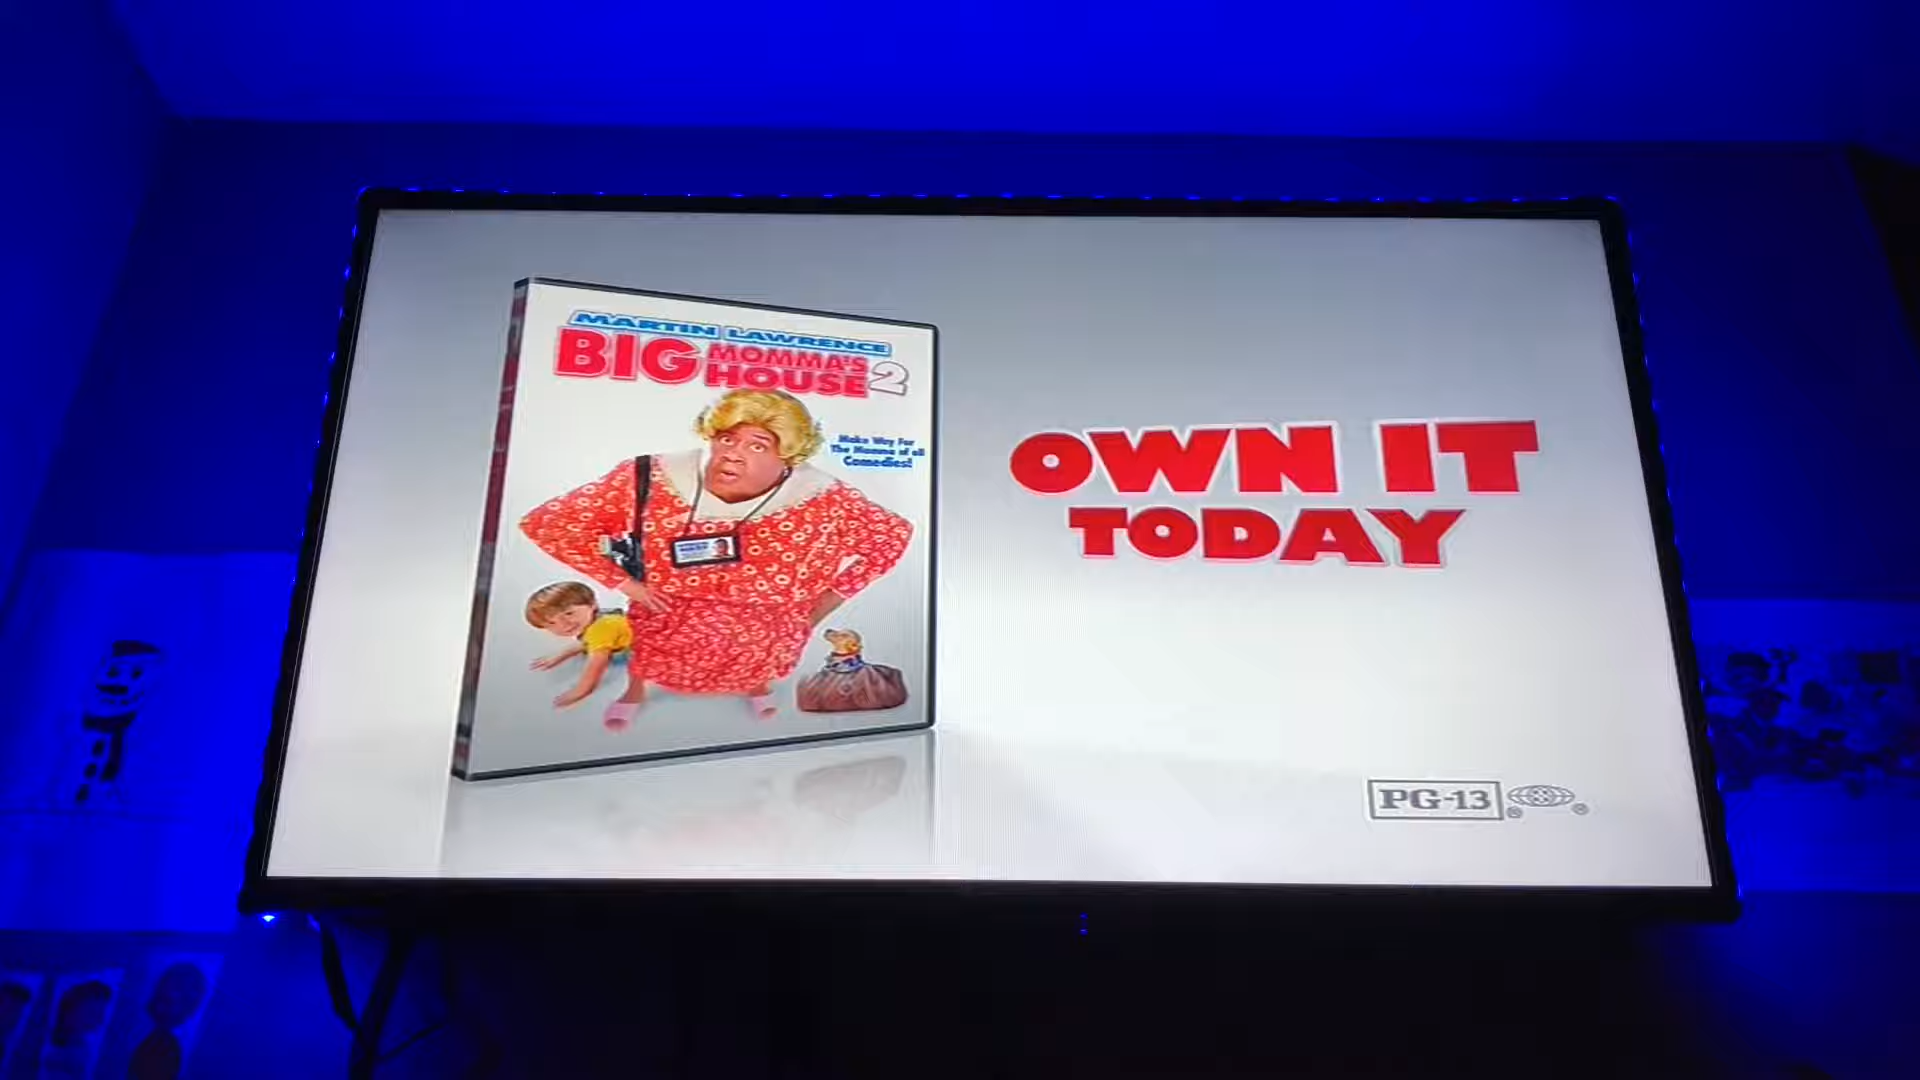 MARTIN LAWRENCE
BIG MOMMA'S HOUSE 2
Make Way For
The Momma of all
Comedies!
OWN IT
TODAY
PG-13